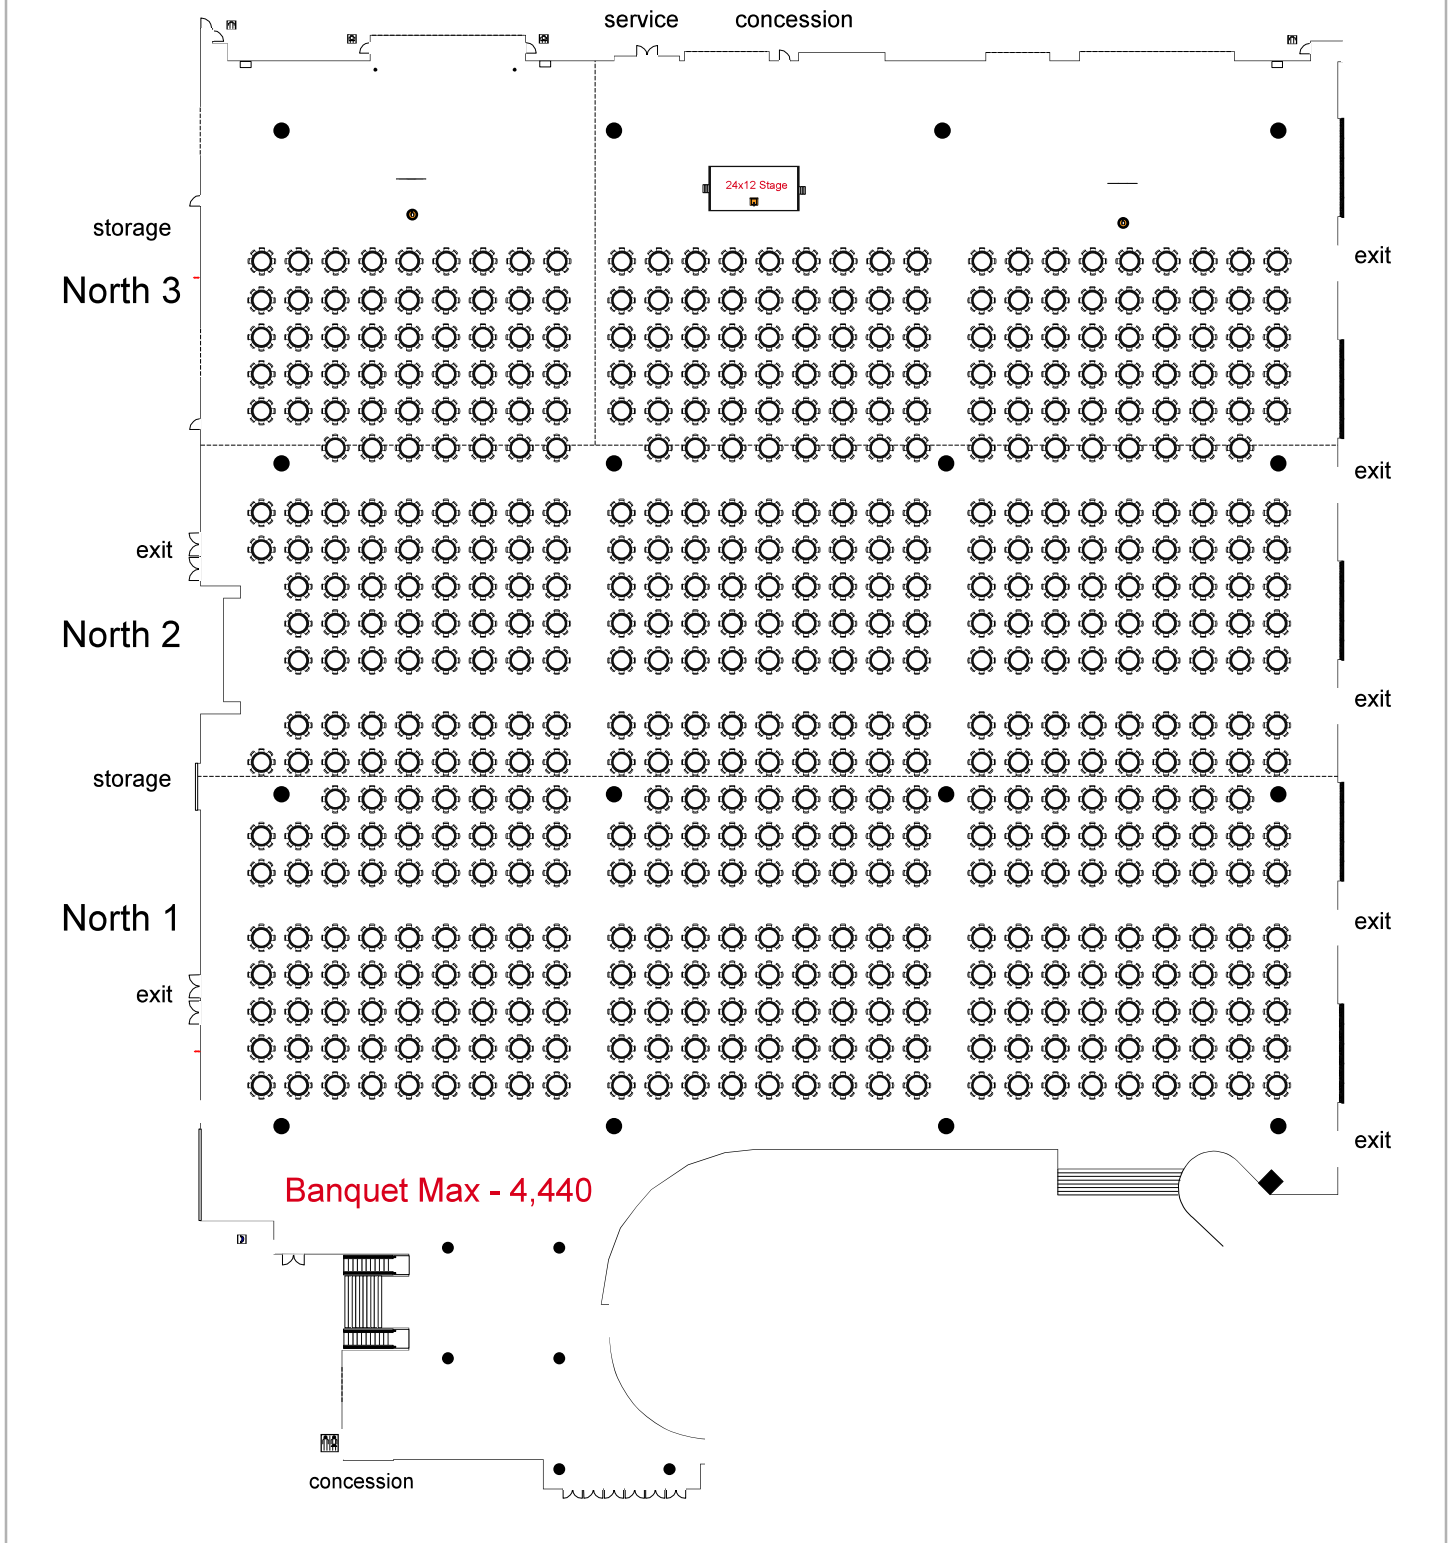 service
concession
24x12 Stage
storage
exit
North 3
exit
exit
North 2
exit
storage
North 1
exit
exit
exit
Banquet Max - 4,440
concession